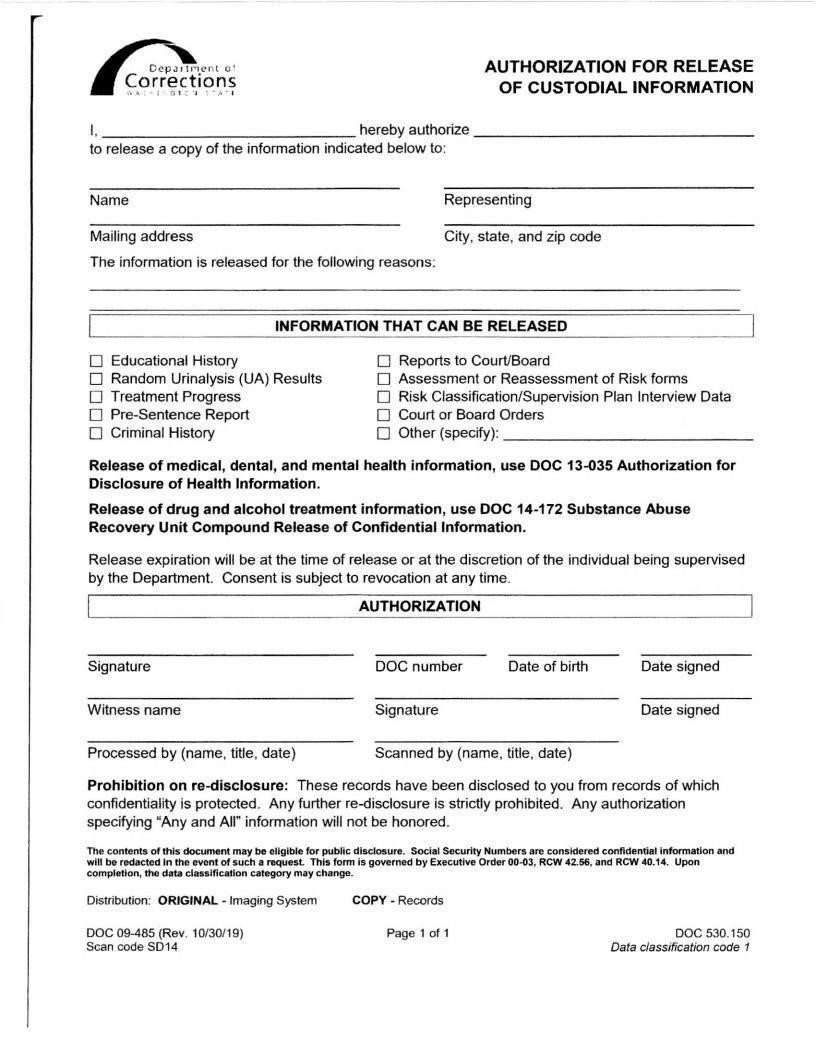 Department of
Corrections
WASHINGTON STATE
AUTHORIZATION FOR RELEASE
OF CUSTODIAL INFORMATION
I, ______________________ hereby authorize ______________________
to release a copy of the information indicated below to:
Name Representing
Mailing address City, state, and zip code
The information is released for the following reasons:
INFORMATION THAT CAN BE RELEASED
☐ Educational History ☐ Reports to Court/Board
☐ Random Urinalysis (UA) Results ☐ Assessment or Reassessment of Risk forms
☐ Treatment Progress ☐ Risk Classification/Supervision Plan Interview Data
☐ Pre-Sentence Report ☐ Court or Board Orders
☐ Criminal History ☐ Other (specify): ______________________
Release of medical, dental, and mental health information, use DOC 13-035 Authorization for
Disclosure of Health Information.
Release of drug and alcohol treatment information, use DOC 14-172 Substance Abuse
Recovery Unit Compound Release of Confidential Information.
Release expiration will be at the time of release or at the discretion of the individual being supervised
by the Department. Consent is subject to revocation at any time.
AUTHORIZATION
Signature DOC number Date of birth Date signed
Witness name Signature Date signed
Processed by (name, title, date) Scanned by (name, title, date)
Prohibition on re-disclosure: These records have been disclosed to you from records of which
confidentiality is protected. Any further re-disclosure is strictly prohibited. Any authorization
specifying “Any and All” information will not be honored.
The contents of this document may be eligible for public disclosure. Social Security Numbers are considered confidential information and
will be redacted in the event of such a request. This form is governed by Executive Order 00-03, RCW 42.56, and RCW 40.14. Upon
completion, the data classification category may change.
Distribution: ORIGINAL - Imaging System COPY - Records
DOC 09-485 (Rev. 10/30/19) Page 1 of 1 DOC 530.150
Scan code SD14 Data classification code 1